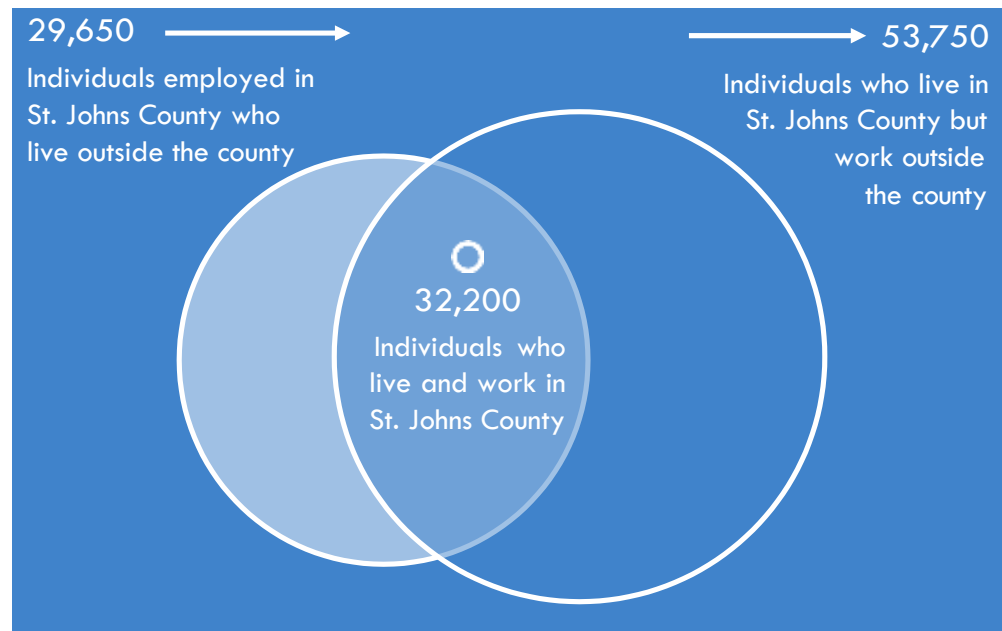 29,650
Individuals employed in
St. Johns County who
live outside the county
53,750
Individuals who live in
St. Johns County but
work outside
the county
32,200
Individuals who
live and work in
St. Johns County